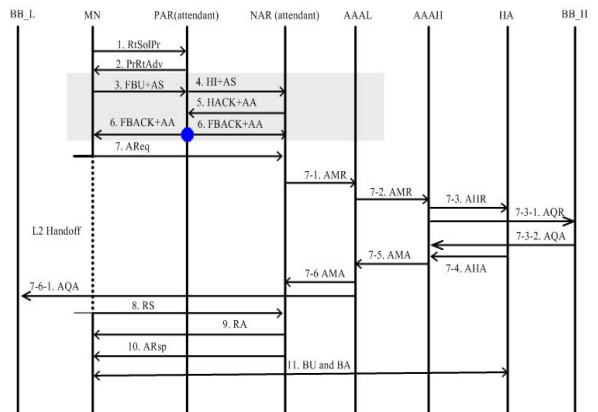 BB_L MN PAR(attendant) NAR (attendant) AAAL AAAH HA BB_H
1. RtSolPr
2. PrRtAdv
3. FBU+AS 4. HI+AS
5. HACK+AA
6. FBACK+AA 6. FBACK+AA
7. AReq
7-1. AMR
7-2. AMR
7-3. AHR
7-3-1. AQR
L2 Handoff
7-3-2. AQA
7-5. AMA
7-4. AHA
7-6 AMA
7-6-1. AQA
8. RS
9. RA
10. ARsp
11. BU and BA